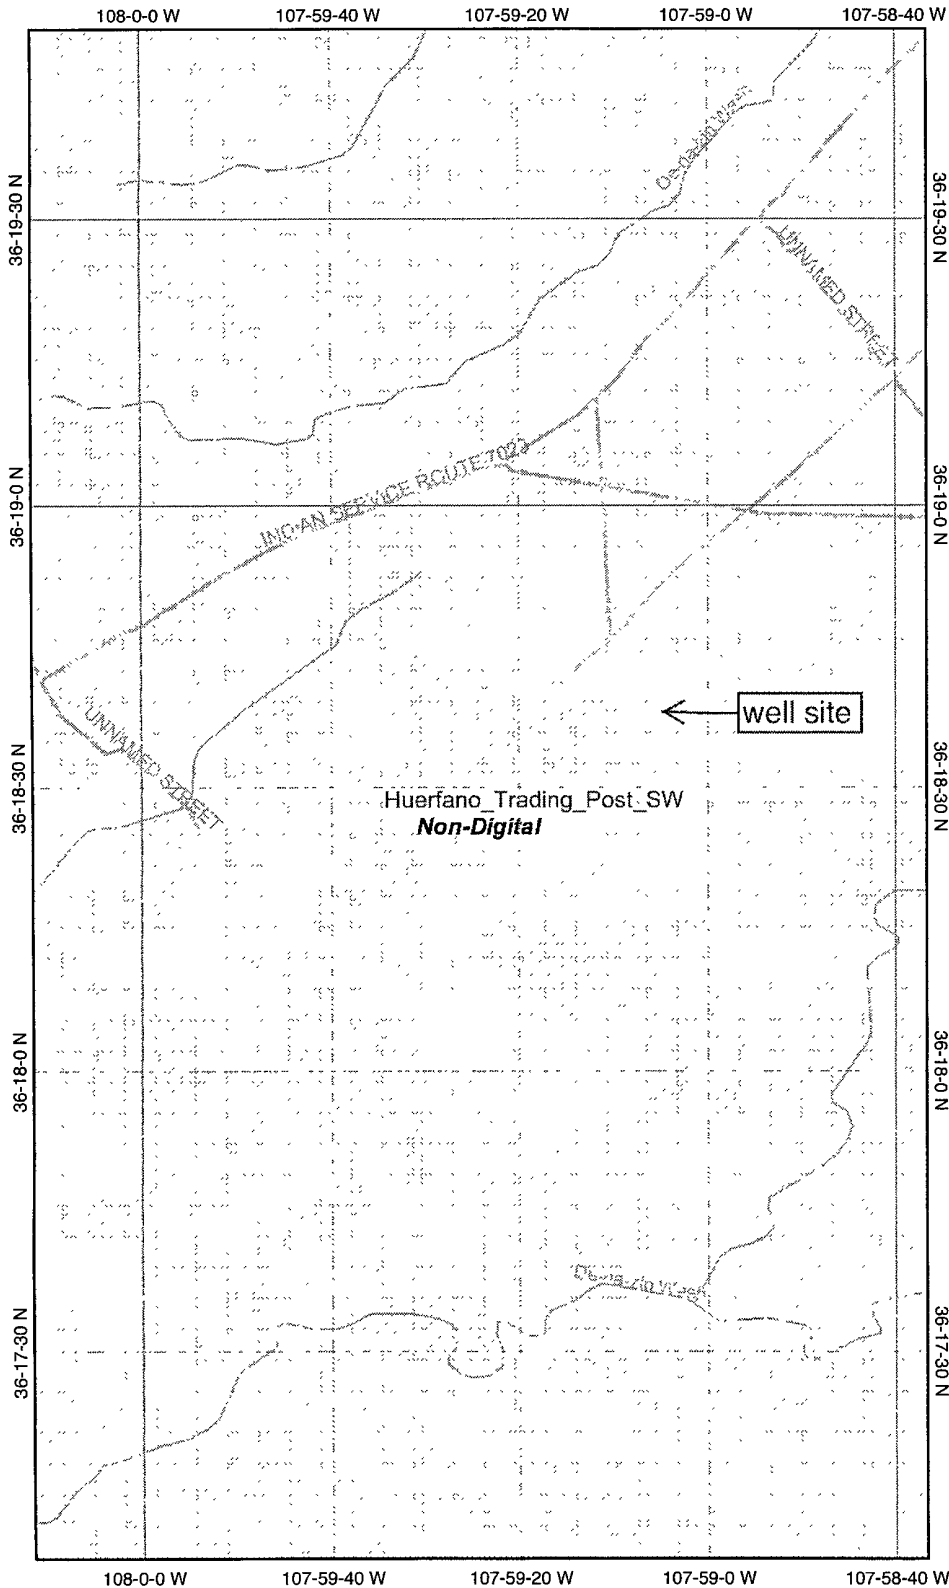 108-0-0 W 107-59-40 W 107-59-20 W 107-59-0 W 107-58-40 W
36-19-30 N
36-19-30 N
UNNAMED STREET
INDIAN SERVICE ROUTE 7023
36-19-0 N
36-19-0 N
well site
UNNAMED STREET
36-18-30 N
36-18-30 N
Huerfano_Trading_Post_SW
Non-Digital
36-18-0 N
36-18-0 N
36-17-30 N
36-17-30 N
108-0-0 W 107-59-40 W 107-59-20 W 107-59-0 W 107-58-40 W